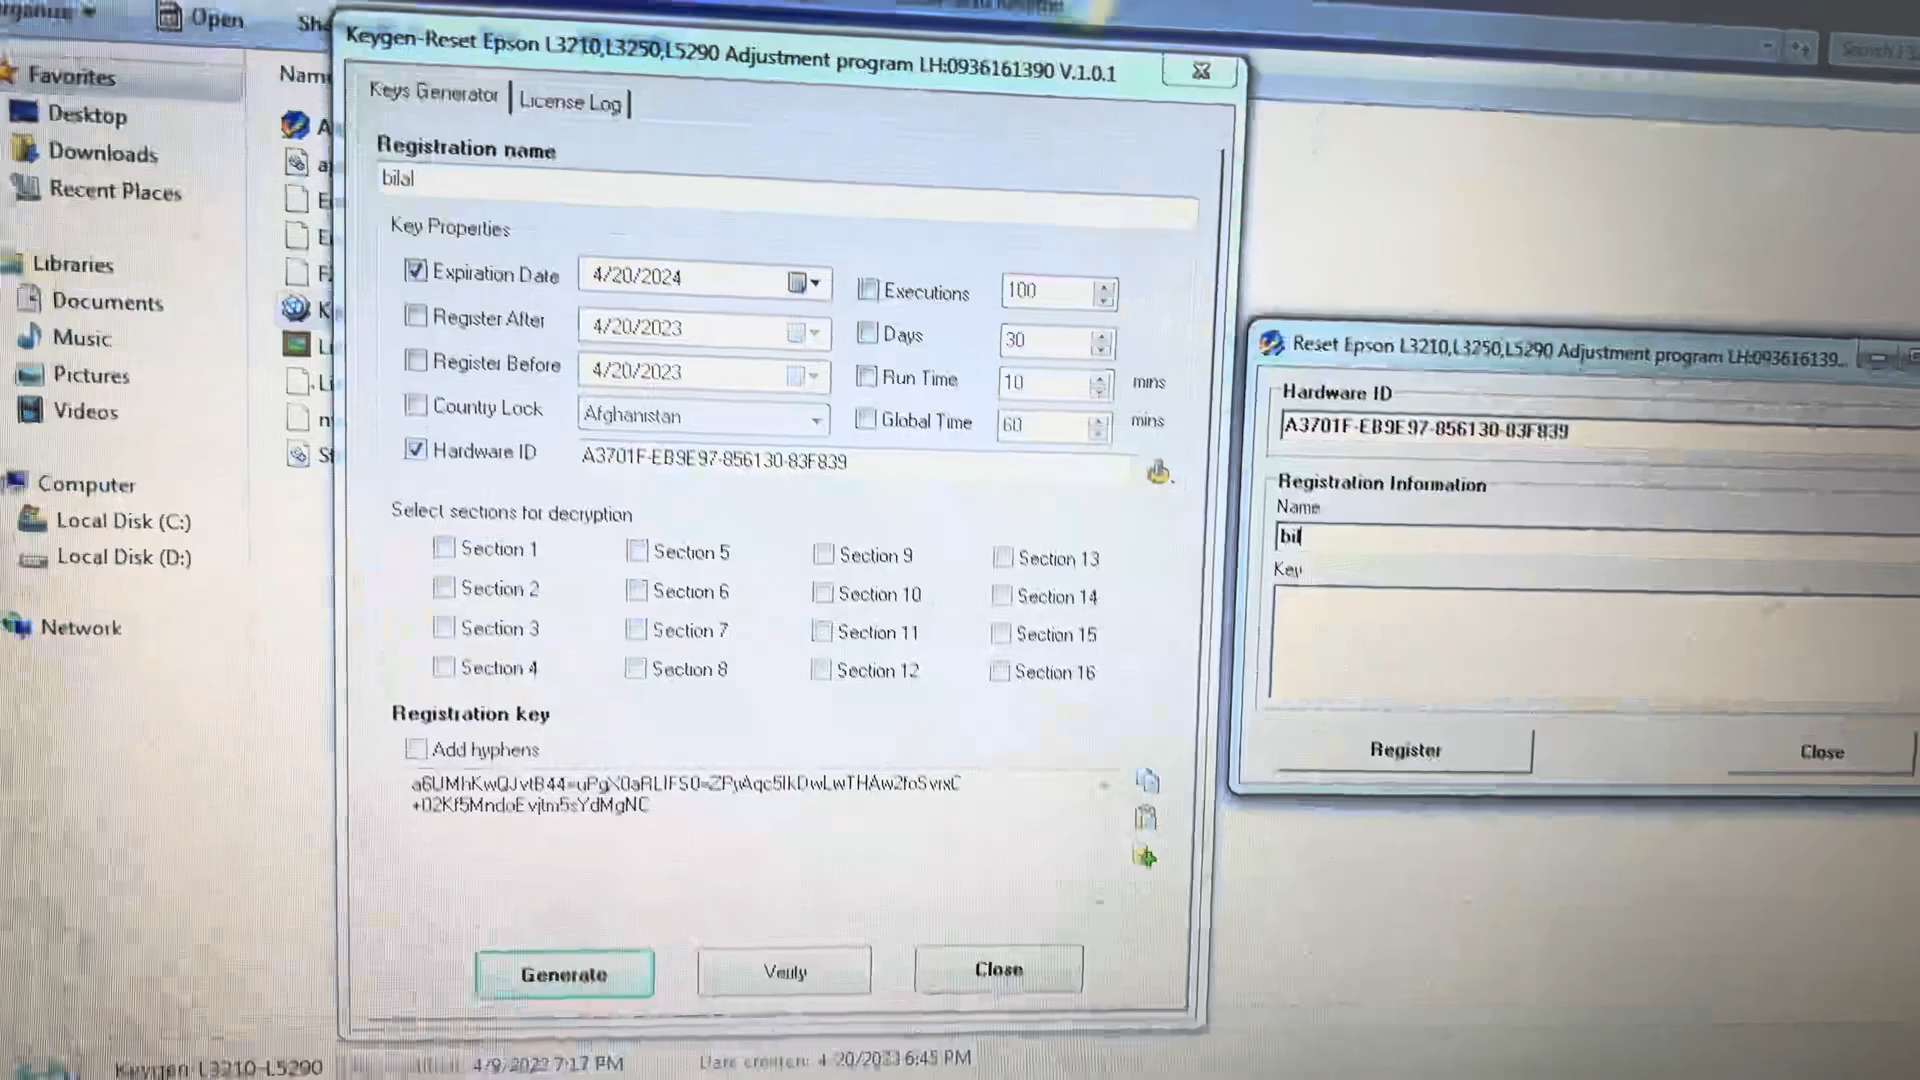 Open
Favorites
Desktop
Downloads
Recent Places
Libraries
Documents
Music
Pictures
Videos
Computer
Local Disk (C:)
Local Disk (D:)
Network
Keygen-Reset Epson L3210,L3250,L5290 Adjustment program LH:0936161390 V.1.0.1
Keys Generator
License Log
Registration name
bilal
Key Properties
Expiration Date 4/20/2024
Executions 100
Register After 4/20/2023
Days 30
Register Before 4/20/2023
Run Time 10 mins
Country Lock Afghanistan
Global Time 60 mins
Hardware ID A3701F-EB9E97-856130-83F839
Select sections for decryption
Section 1 Section 5 Section 9 Section 13
Section 2 Section 6 Section 10 Section 14
Section 3 Section 7 Section 11 Section 15
Section 4 Section 8 Section 12 Section 16
Registration key
Add hyphens
Generate
Verify
Close
Reset Epson L3210,L3250,L5290 Adjustment program LH:093616139...
Hardware ID
A3701F-EB9E97-856130-83F839
Registration Information
Name
bil
Key
Register
Close
Keygen L3210-L5290
4/9/2022 7:17 PM
Date created: 4/20/2023 6:45 PM